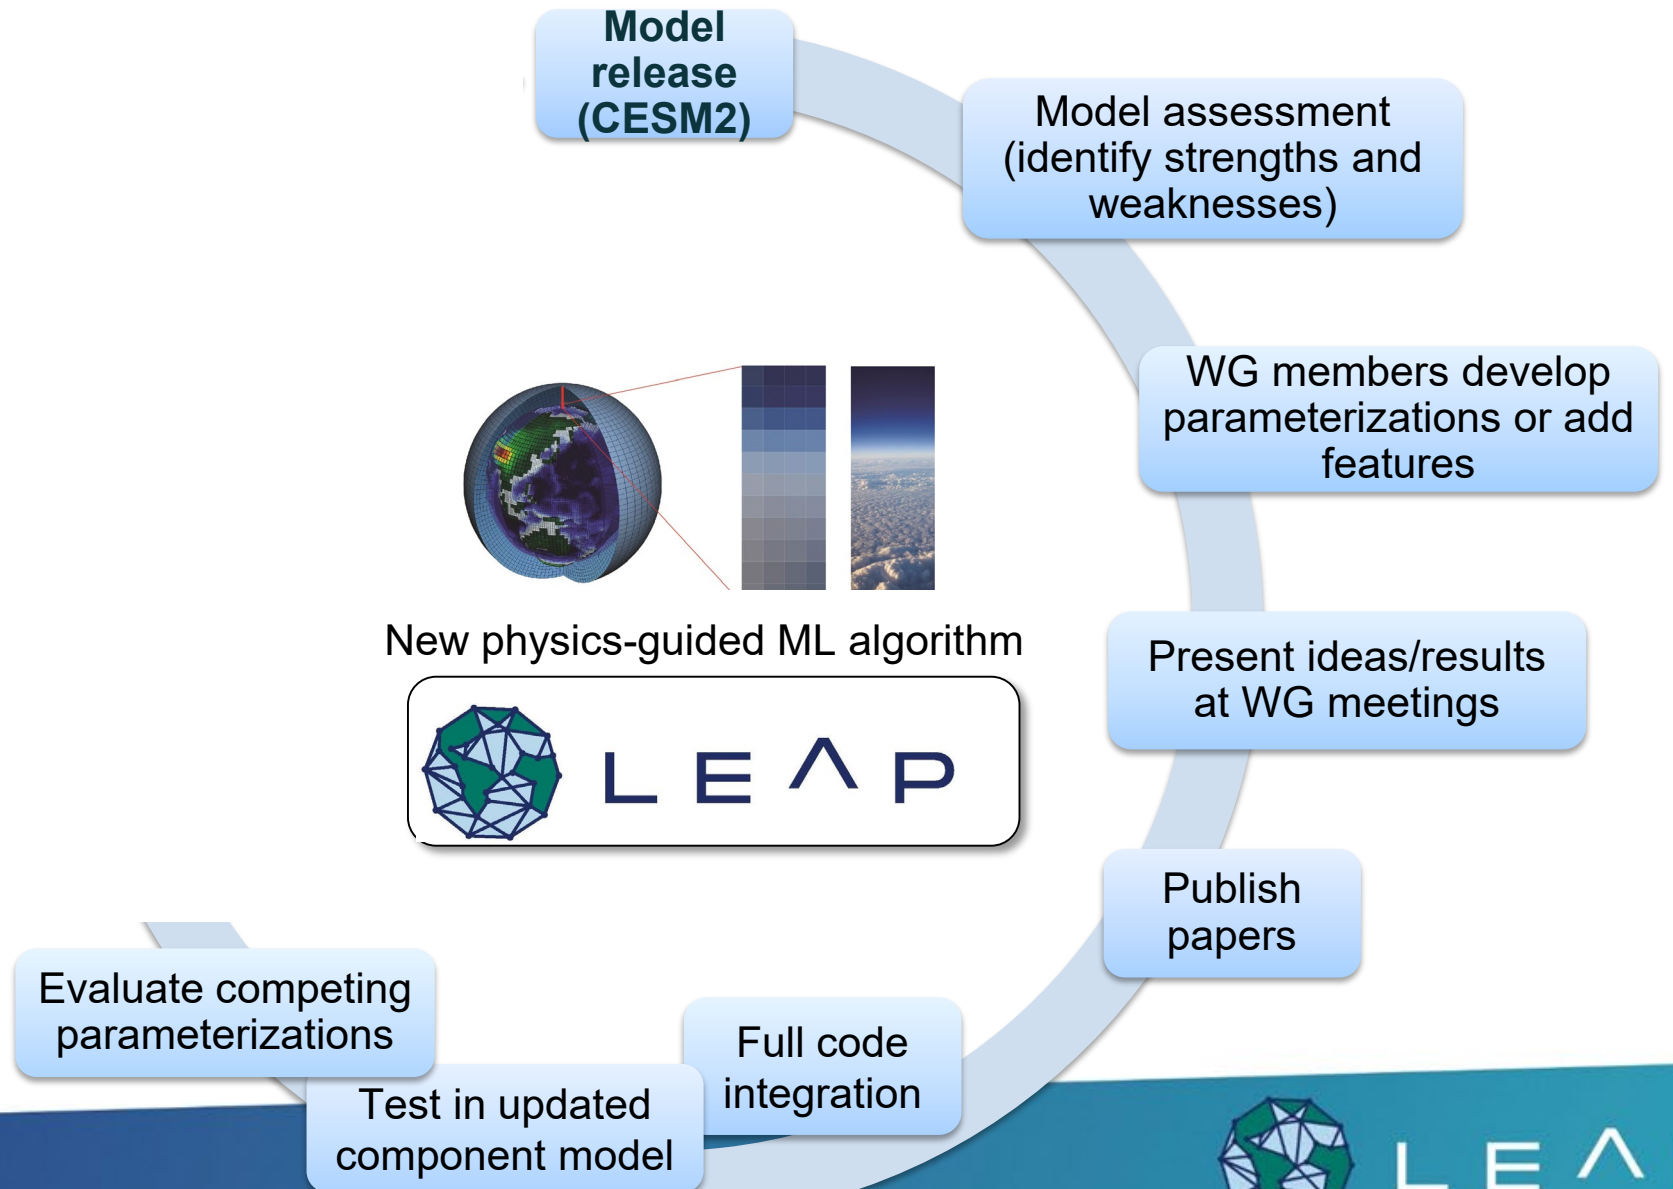 Model
release
(CESM2)
Model assessment
(identify strengths and
weaknesses)
WG members develop
parameterizations or add
features
Present ideas/results
at WG meetings
Publish
papers
Full code
integration
Test in updated
component model
Evaluate competing
parameterizations
New physics-guided ML algorithm
L E Λ P
L E Λ